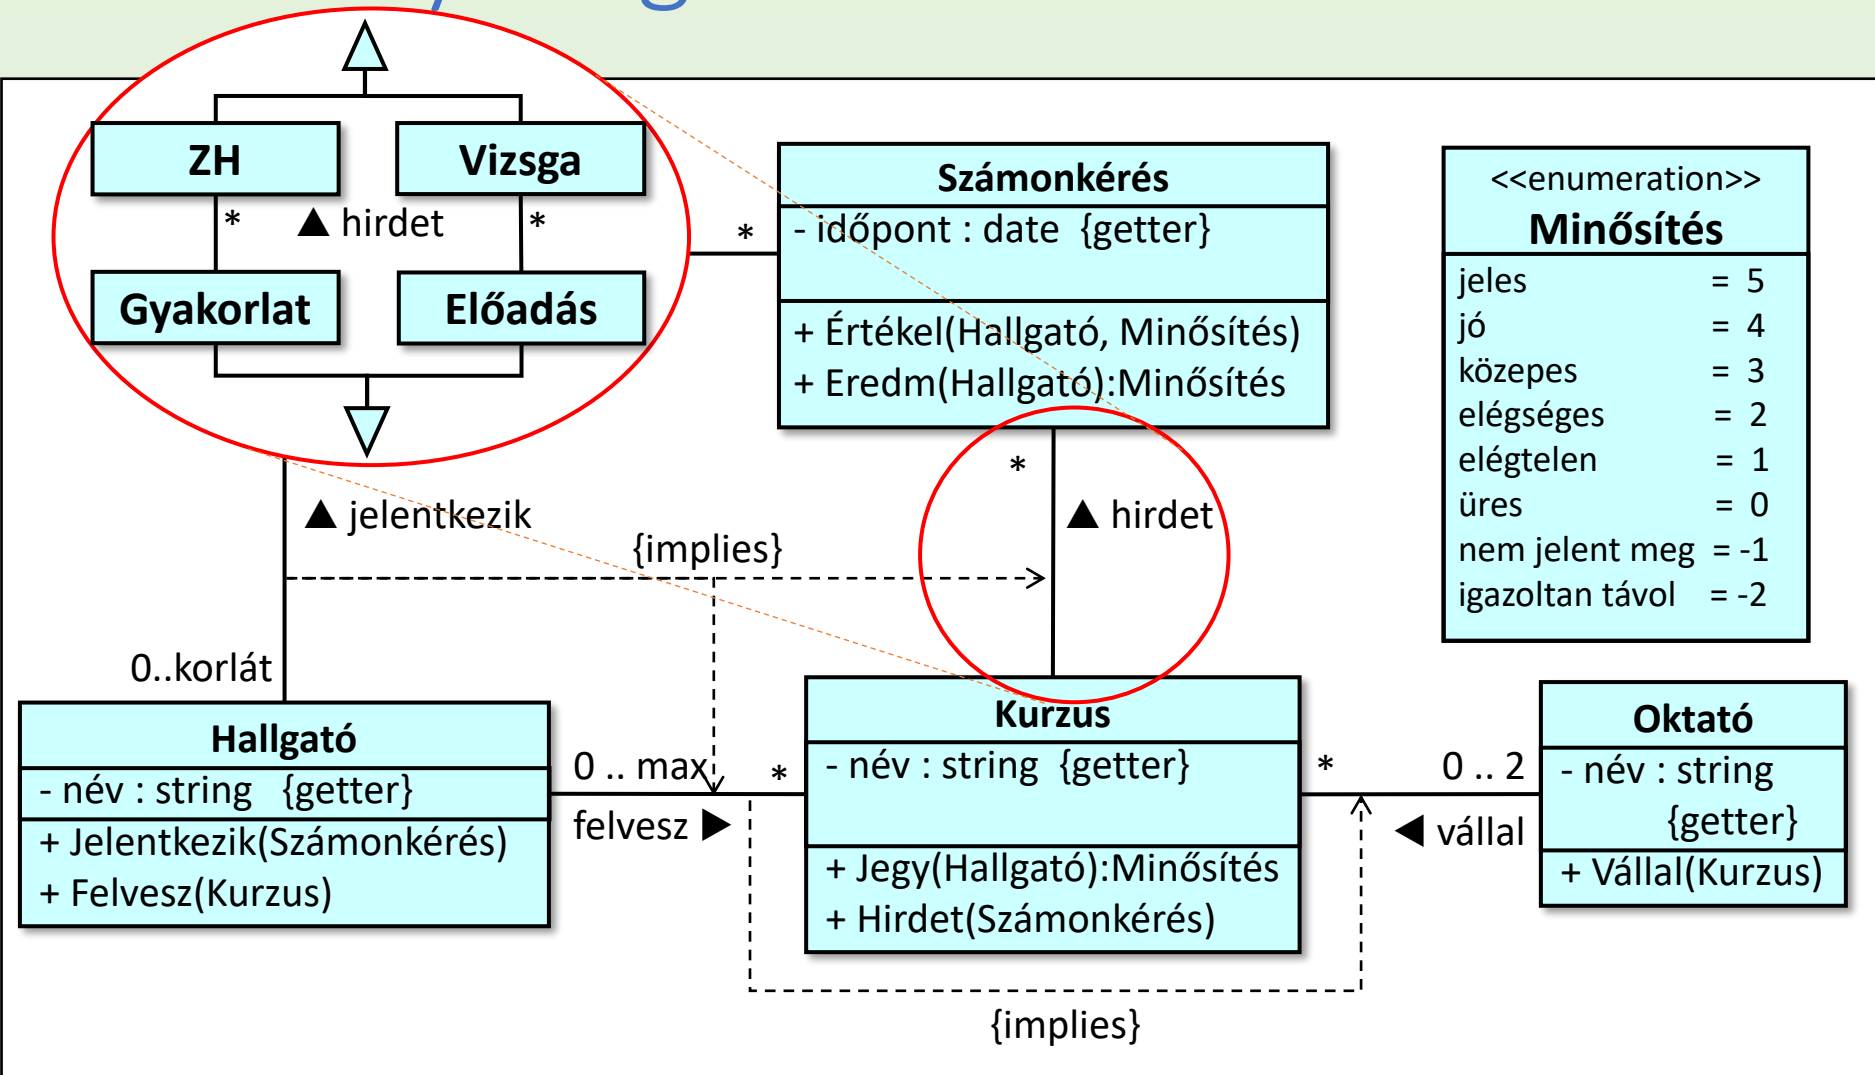 ZH
Vizsga
* ▲ hirdet *
Gyakorlat
Előadás
Számonkérés
- időpont : date {getter}
+ Értékel(Hallgató, Minősítés)
+ Eredm(Hallgató):Minősítés
*
<<enumeration>>
Minősítés
jeles = 5
jó = 4
közepes = 3
elégséges = 2
elégtelen = 1
üres = 0
nem jelent meg = -1
igazoltan távol = -2
*
▲ jelentkezik
▲ hirdet
{implies}
0..korlát
Hallgató
- név : string {getter}
+ Jelentkezik(Számonkérés)
+ Felvesz(Kurzus)
0 .. max *
felvesz ▶
Kurzus
- név : string {getter}
+ Jegy(Hallgató):Minősítés
+ Hirdet(Számonkérés)
* 0 .. 2
◀ vállal
Oktató
- név : string
{getter}
+ Vállal(Kurzus)
{implies}